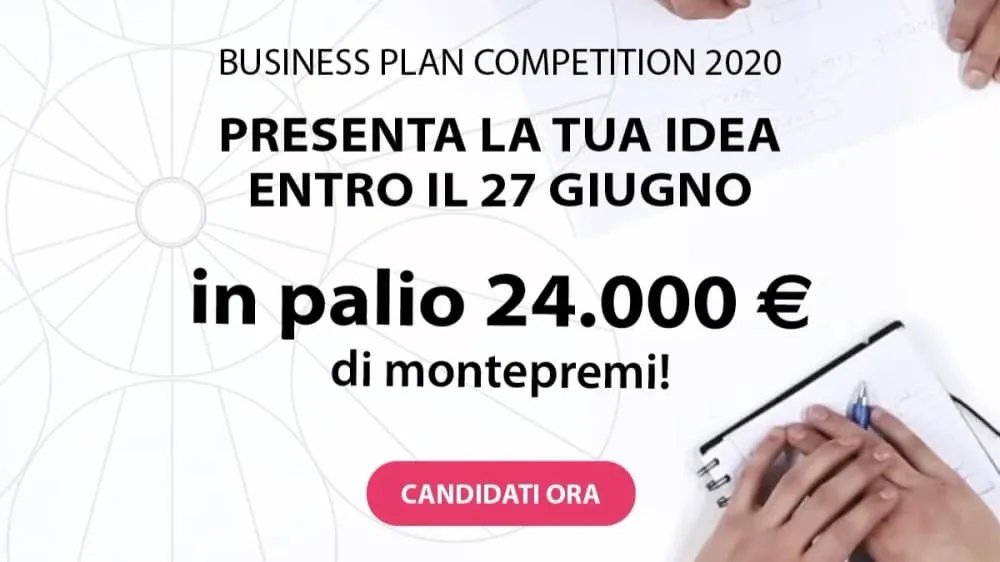 BUSINESS PLAN COMPETITION 2020
PRESENTA LA TUA IDEA
ENTRO IL 27 GIUGNO
in palio 24.000 €
di montepremi!
CANDIDATI ORA